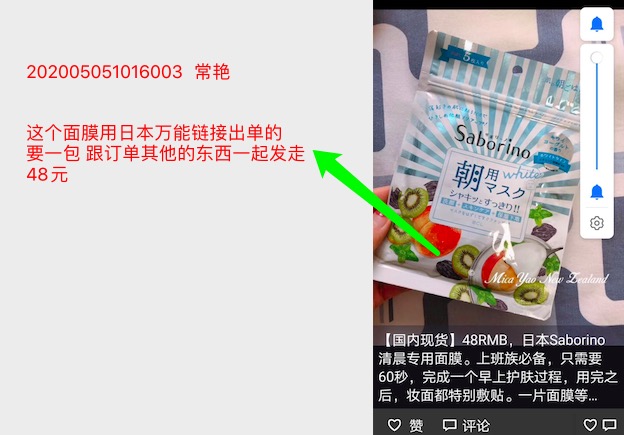 202005051016003 常艳
这个面膜用日本万能链接出单的
要一包 跟订单其他的东西一起发走
48元
5
Saborino
朝用
white
マスク
シャキッとすっきり!!
Mica Yao New Zealand
【国内现货】48RMB，日本Saborino
清晨专用面膜。上班族必备，只需要
60秒，完成一个早上护肤过程，用完之
后，妆面都特别敷贴。一片面膜等...
赞 评论